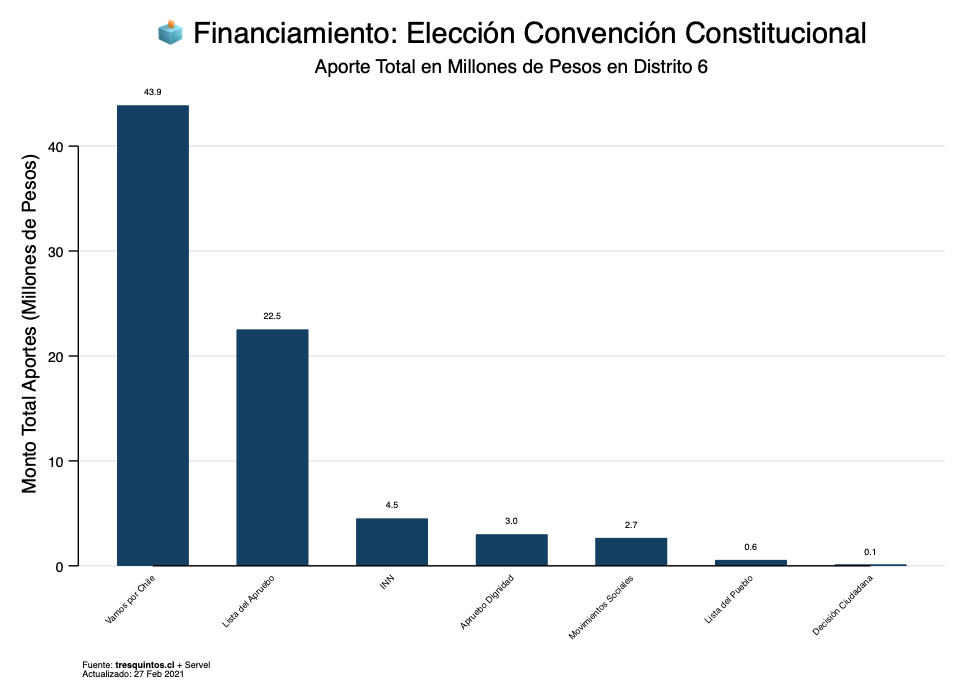 Financiamiento: Elección Convención Constitucional
Aporte Total en Millones de Pesos en Distrito 6
Monto Total Aportes (Millones de Pesos)
40
30
20
10
0
43.9
22.5
4.5
3.0
2.7
0.6
0.1
Vamos por Chile
Lista del Apruebo
INN
Apruebo Dignidad
Movimientos Sociales
Lista del Pueblo
Decisión Ciudadana
Fuente: tresquintos.cl + Servel
Actualizado: 27 Feb 2021